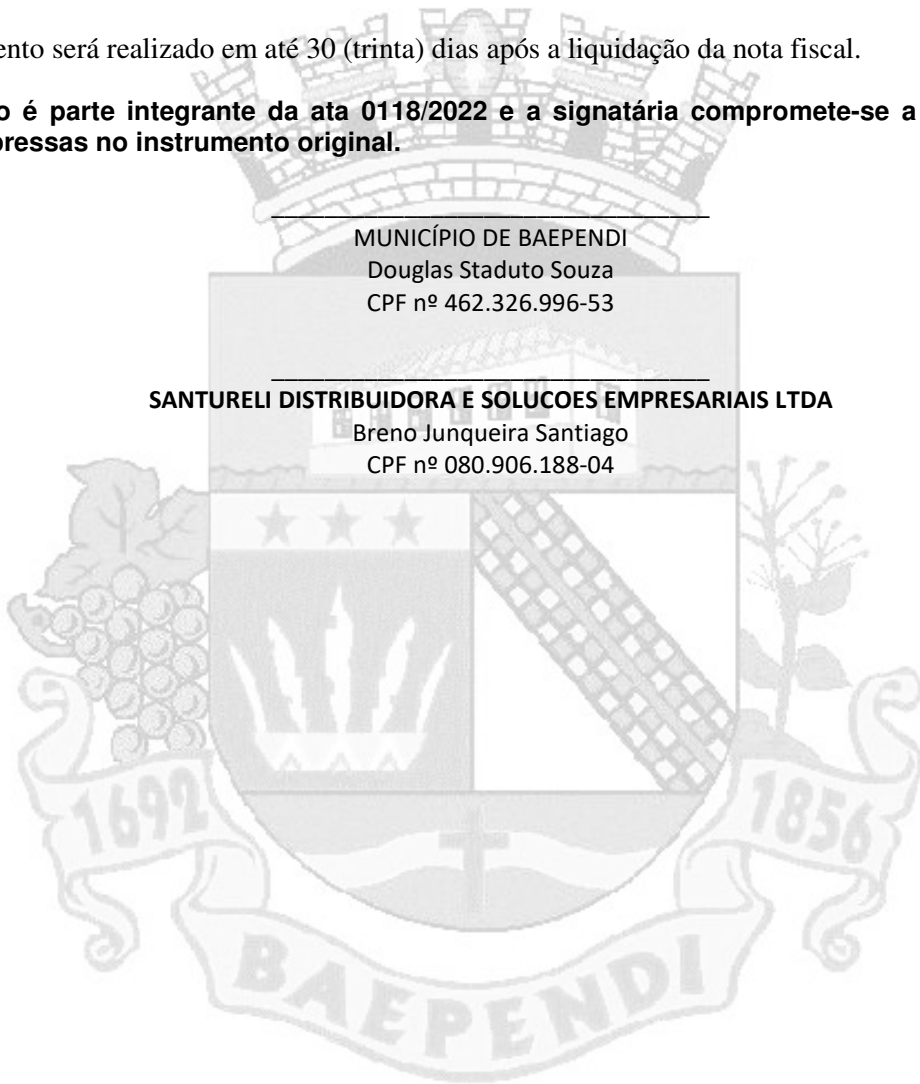 ento será realizado em até 30 (trinta) dias após a liquidação da nota fiscal.
o é parte integrante da ata 0118/2022 e a signatária compromete-se a
pressas no instrumento original.
MUNICÍPIO DE BAEPENDI
Douglas Staduto Souza
CPF nº 462.326.996-53
SANTURELI DISTRIBUIDORA E SOLUCOES EMPRESARIAIS LTDA
Breno Junqueira Santiago
CPF nº 080.906.188-04
1692
1856
BAEPENDI